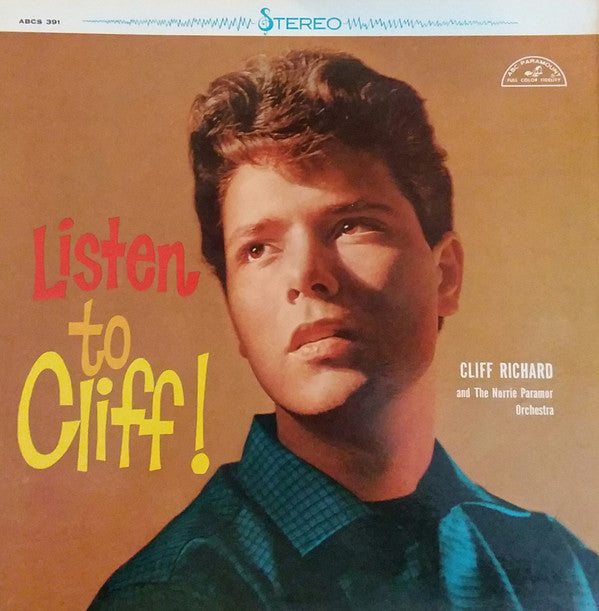 ABCS 391
STEREO
ABC-PARAMOUNT
FULL COLOR FIDELITY
Listen
to
Cliff!
CLIFF RICHARD
and The Norrie Paramor
Orchestra